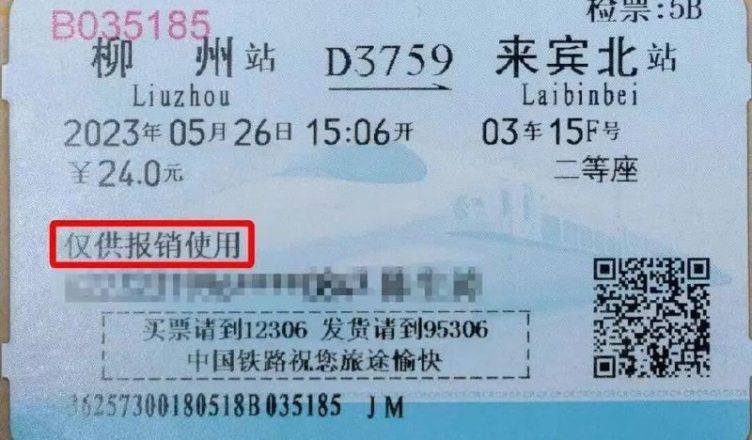 B035185
检票:5B
柳州站 D3759 来宾北站
Liuzhou Laibinbei
2023年05月26日15:06开 03车15F号
￥24.0元 二等座
仅供报销使用
买票请到12306 发货请到95306
中国铁路祝您旅途愉快
36257300180518B035185 JM